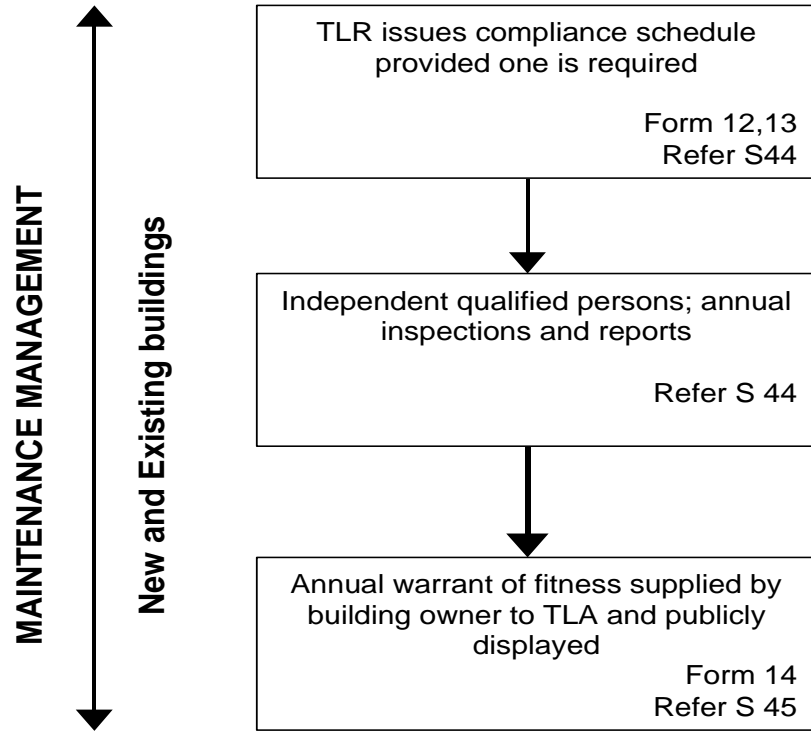 MAINTENANCE MANAGEMENT
New and Existing buildings
TLR issues compliance schedule
provided one is required
Form 12,13
Refer S44
Independent qualified persons; annual
inspections and reports
Refer S 44
Annual warrant of fitness supplied by
building owner to TLA and publicly
displayed
Form 14
Refer S 45